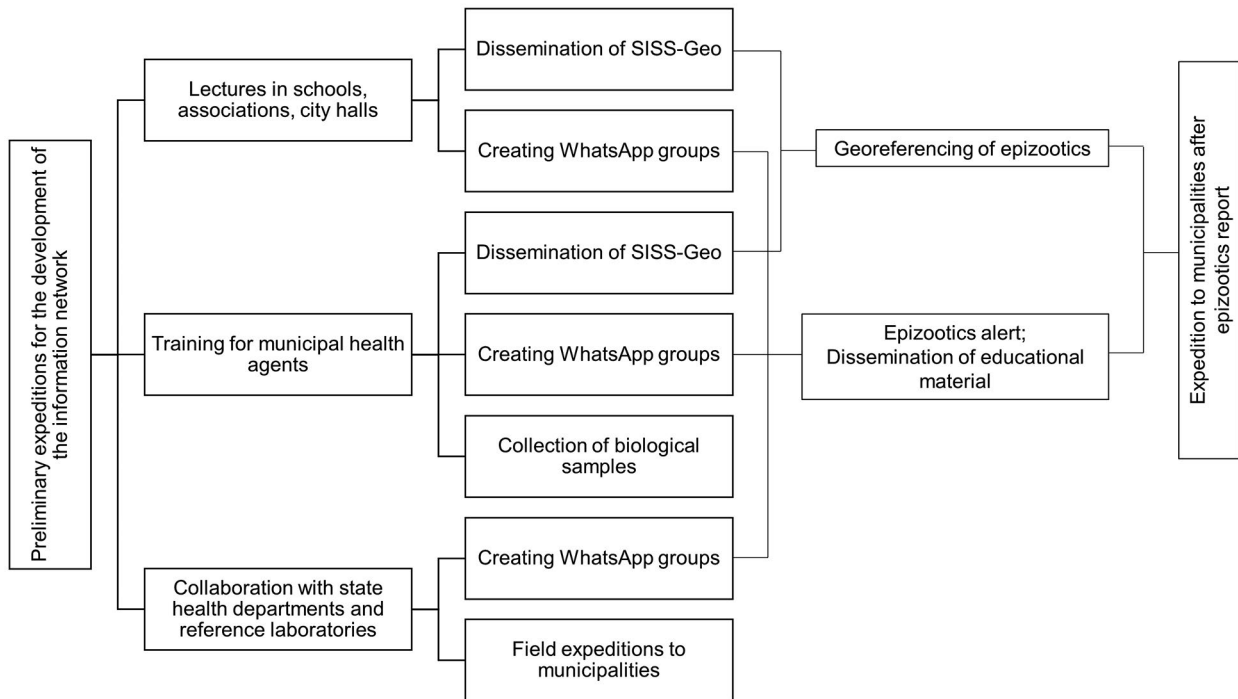 Preliminary expeditions for the development of
the information network
Lectures in schools,
associations, city halls
Training for municipal health
agents
Collaboration with state
health departments and
reference laboratories
Dissemination of SISS-Geo
Creating WhatsApp groups
Dissemination of SISS-Geo
Creating WhatsApp groups
Collection of biological
samples
Creating WhatsApp groups
Field expeditions to
municipalities
Georeferencing of epizootics
Epizootics alert;
Dissemination of educational
material
Expedition to municipalities after
epizootics report